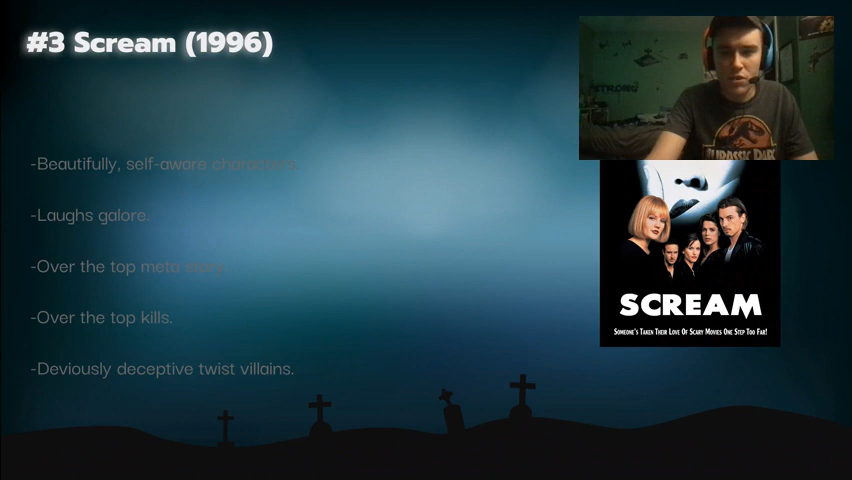 #3 Scream (1996)
-Beautifully, self-aware characters.
-Laughs galore.
-Over the top meta story.
-Over the top kills.
-Deviously deceptive twist villains.
STRONG
JURASSIC PARK
SCREAM
SOMEONE'S TAKEN THEIR LOVE OF SCARY MOVIES ONE STEP TOO FAR!